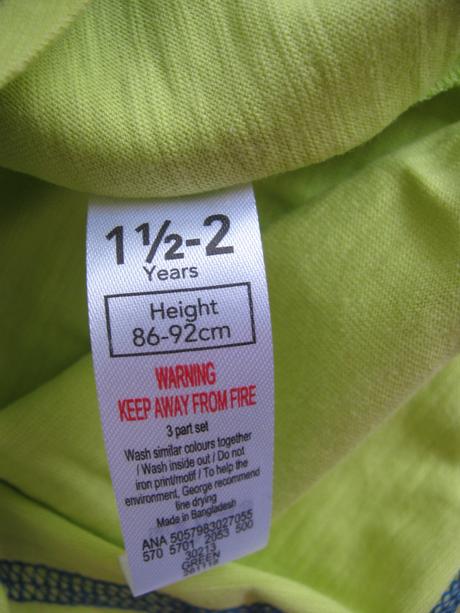 1½-2
Years
Height
86-92cm
WARNING
KEEP AWAY FROM FIRE
3 part set
Wash similar colours together
/ Wash inside out / Do not
iron print/motif / To help the
environment, George recommend
line drying
Made in Bangladesh
ANA 5057983027055
570 5701 2053 500
30213
GREEN